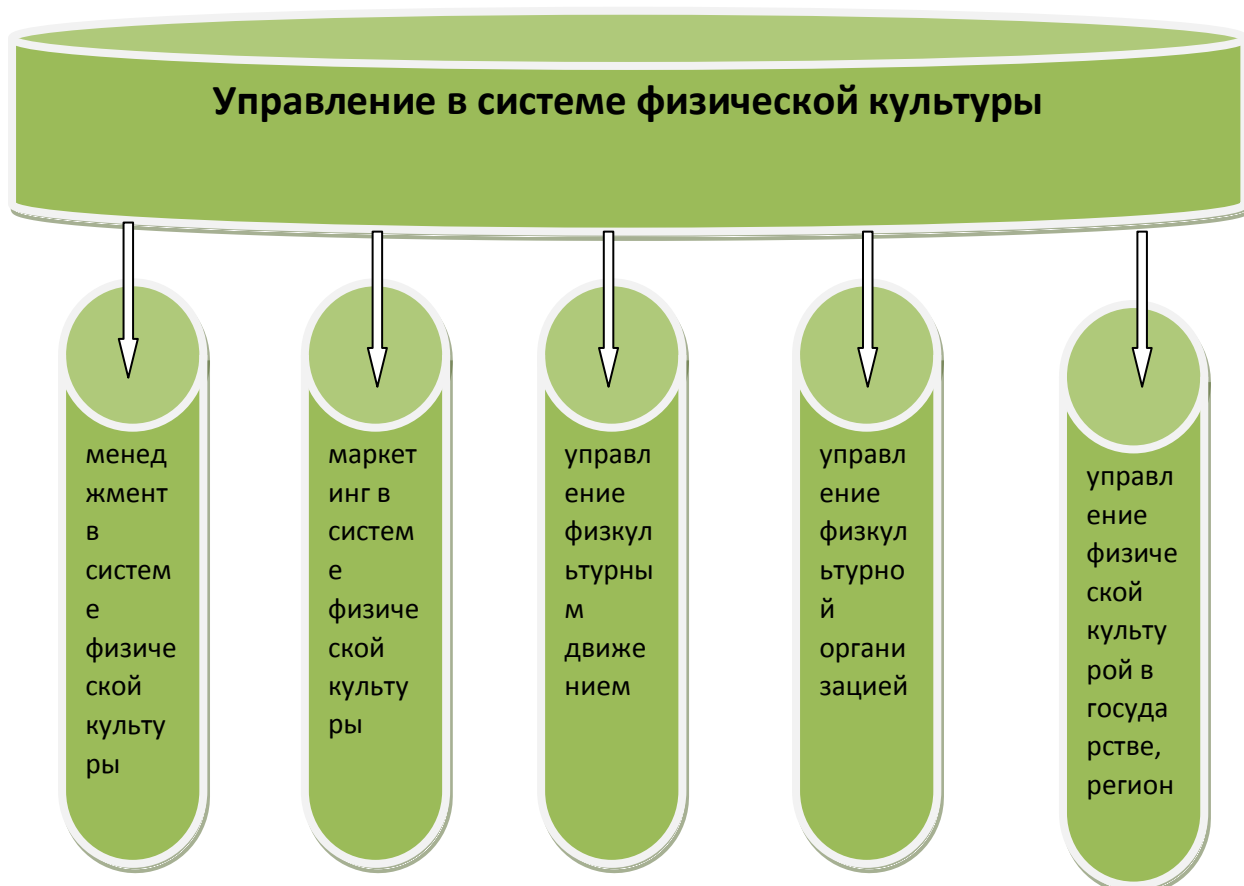 Управление в системе физической культуры
менед
жмент
в
систем
е
физиче
ской
культу
ры
маркет
инг в
систем
е
физиче
ской
культу
ры
управл
ение
физкул
ьтурны
м
движе
нием
управл
ение
физкул
ьтурно
й
органи
зацией
управл
ение
физиче
ской
культу
рой в
госуда
рстве,
регион